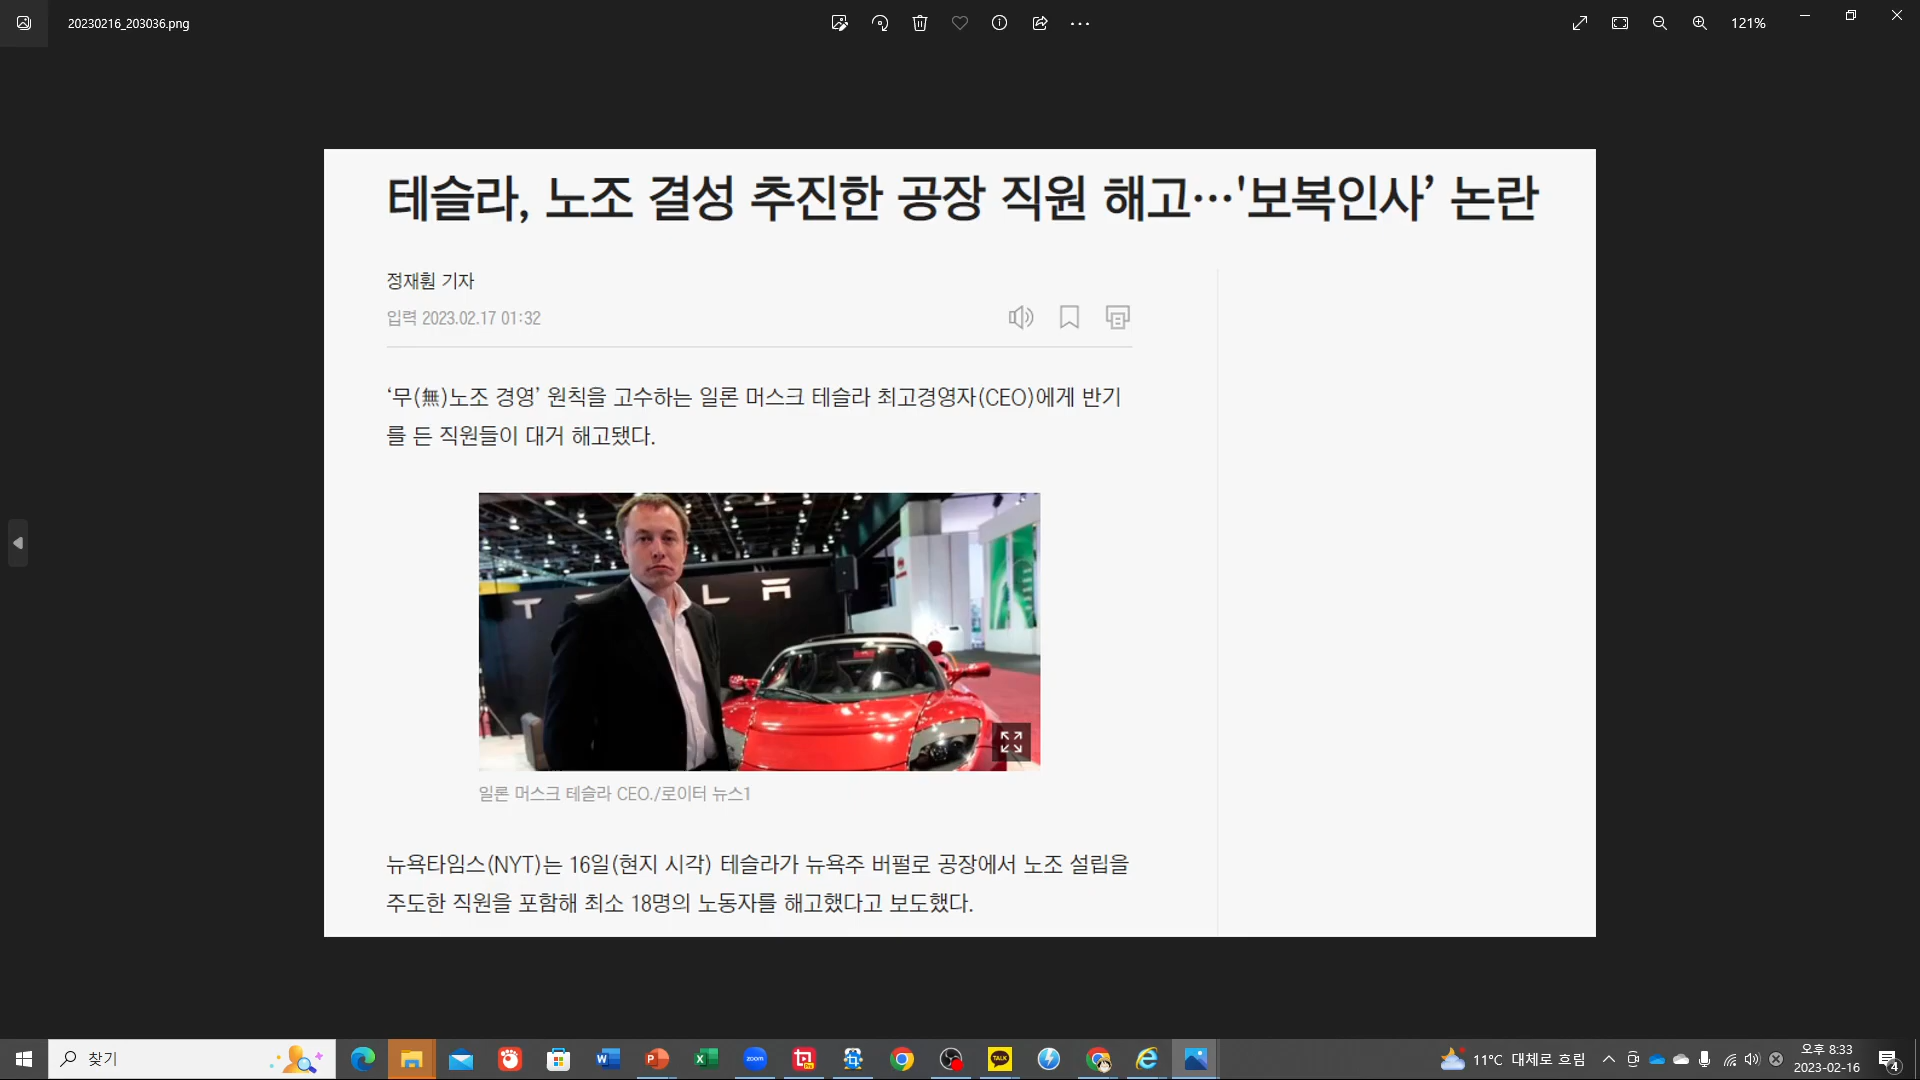 20230216_203036.png
121%
테슬라, 노조 결성 추진한 공장 직원 해고…'보복인사’ 논란
정재훤 기자
입력 2023.02.17 01:32
‘무(無)노조 경영’ 원칙을 고수하는 일론 머스크 테슬라 최고경영자(CEO)에게 반기
를 든 직원들이 대거 해고됐다.
일론 머스크 테슬라 CEO./로이터 뉴스1
뉴욕타임스(NYT)는 16일(현지 시각) 테슬라가 뉴욕주 버펄로 공장에서 노조 설립을
주도한 직원을 포함해 최소 18명의 노동자를 해고했다고 보도했다.
찾기
zoom
TALK
11°C 대체로 흐림
오후 8:33
2023-02-16
4